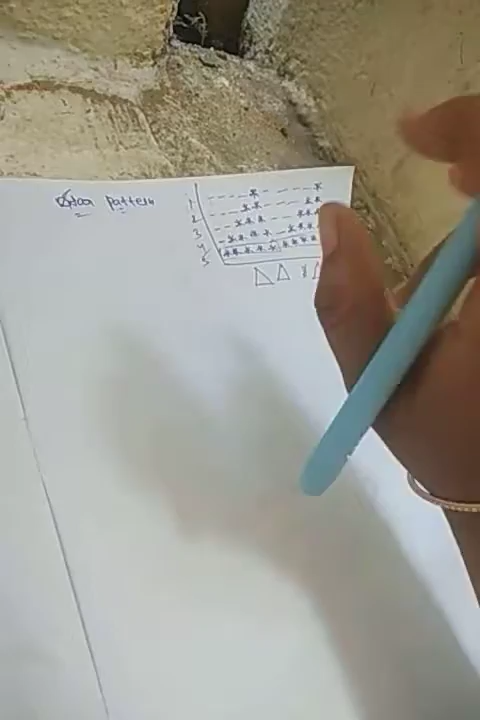 Star Pattern
1 - - - - * - - - - *
2 - - - * * - - - * *
3 - - * * * - - * * *
4 - * * * * - * * * *
5 * * * * * * * * *